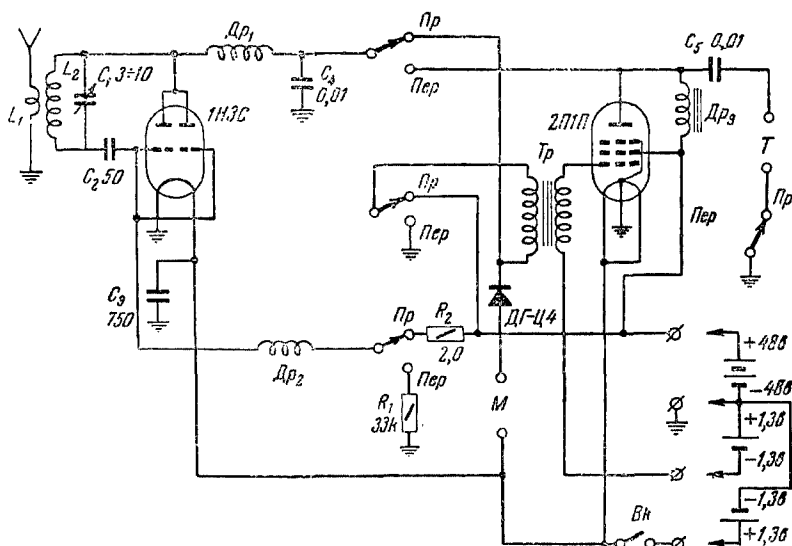 Др₁
Пр
C₄
0,01
Пер
C₅ 0,01
L₁
L₂
C₁ 3÷10
1Н3С
C₂ 50
2П1П
Др₃
Т
Пр
Тр
Пр
Пер
Пер
C₃
750
Др₂
Пр
R₂
2,0
ДГ-Ц4
Пер
R₁
33к
М
+48в
-48в
+1,3в
-1,3в
-1,3в
+1,3в
Вк